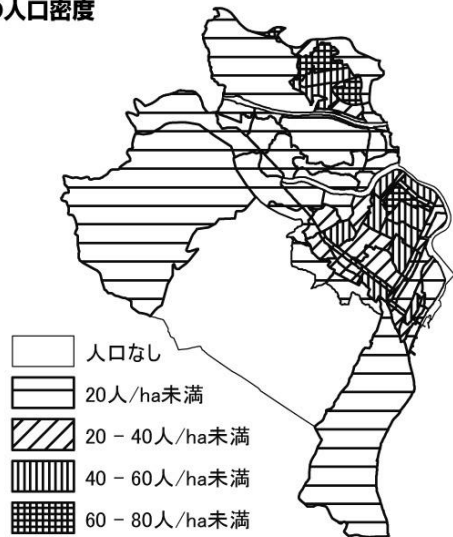 の人口密度
人口なし
20人/ha未満
20 - 40人/ha未満
40 - 60人/ha未満
60 - 80人/ha未満